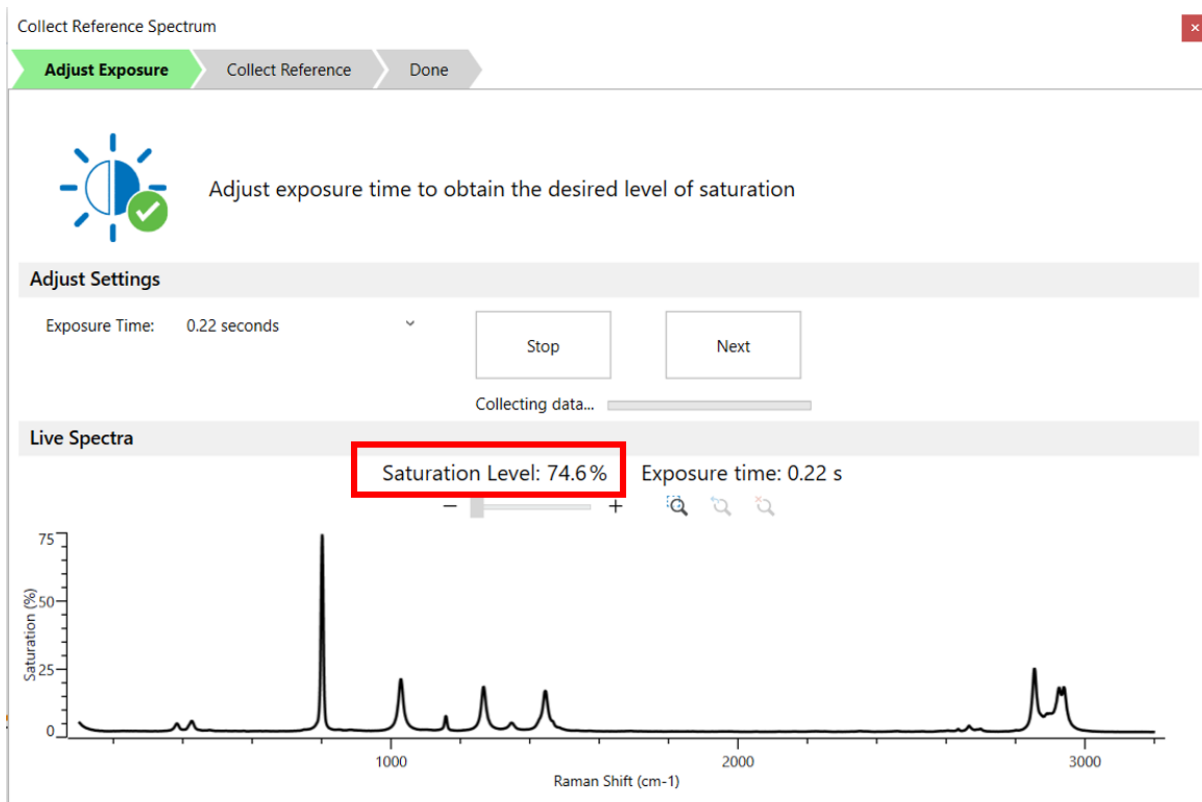 Collect Reference Spectrum
Adjust Exposure Collect Reference Done
Adjust exposure time to obtain the desired level of saturation
Adjust Settings
Exposure Time: 0.22 seconds
Stop Next
Collecting data...
Live Spectra
Saturation Level: 74.6% Exposure time: 0.22 s
75
50
25
0
Saturation (%)
1000 2000 3000
Raman Shift (cm-1)